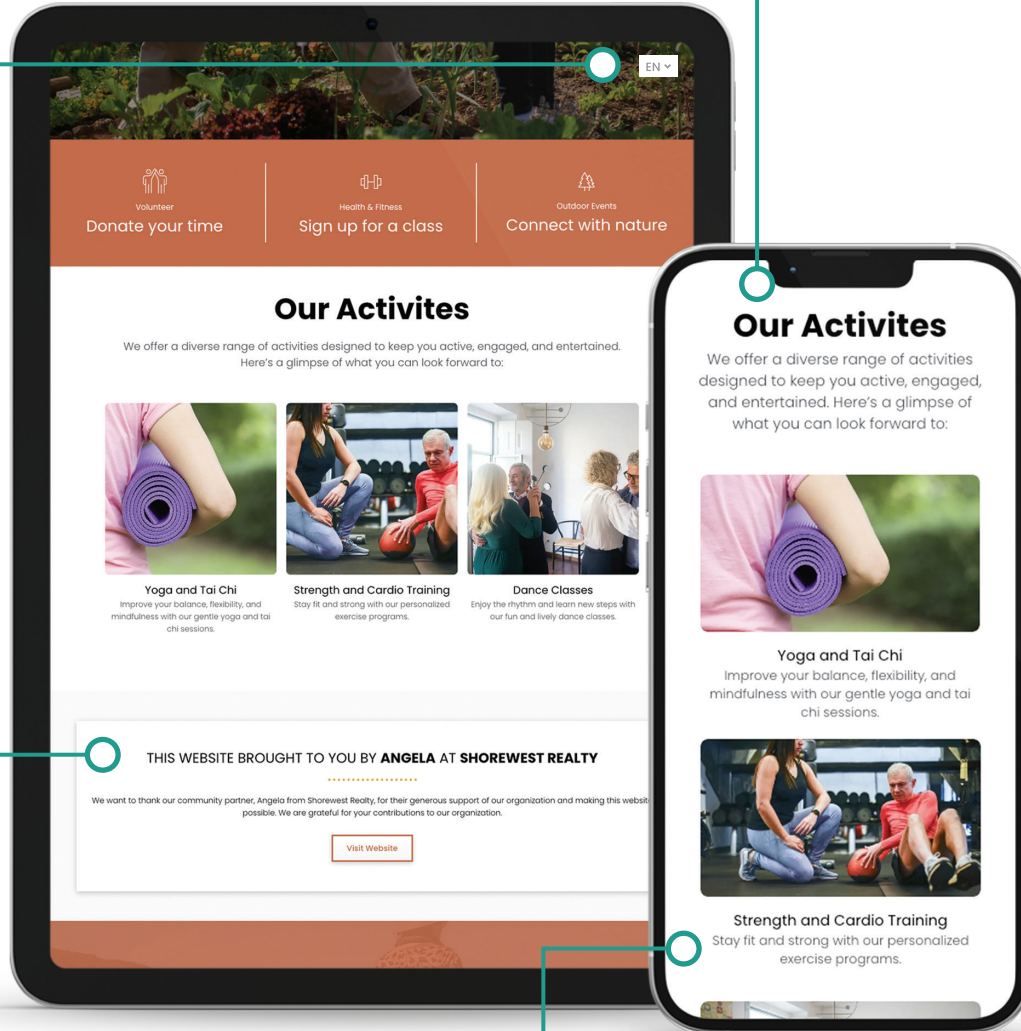 EN
Volunteer
Donate your time
Health & Fitness
Sign up for a class
Outdoor Events
Connect with nature
Our Activites
We offer a diverse range of activities designed to keep you active, engaged, and entertained.
Here's a glimpse of what you can look forward to:
Yoga and Tai Chi
Improve your balance, flexibility, and
mindfulness with our gentle yoga and tai
chi sessions.
Strength and Cardio Training
Stay fit and strong with our personalized
exercise programs.
Dance Classes
Enjoy the rhythm and learn new steps with
our fun and lively dance classes.
THIS WEBSITE BROUGHT TO YOU BY ANGELA AT SHOREWEST REALTY
We want to thank our community partner, Angela from Shorewest Realty, for their generous support of our organization and making this websit
possible. We are grateful for your contributions to our organization.
Visit Website
Our Activites
We offer a diverse range of activities
designed to keep you active, engaged,
and entertained. Here's a glimpse of
what you can look forward to:
Yoga and Tai Chi
Improve your balance, flexibility, and
mindfulness with our gentle yoga and tai
chi sessions.
Strength and Cardio Training
Stay fit and strong with our personalized
exercise programs.